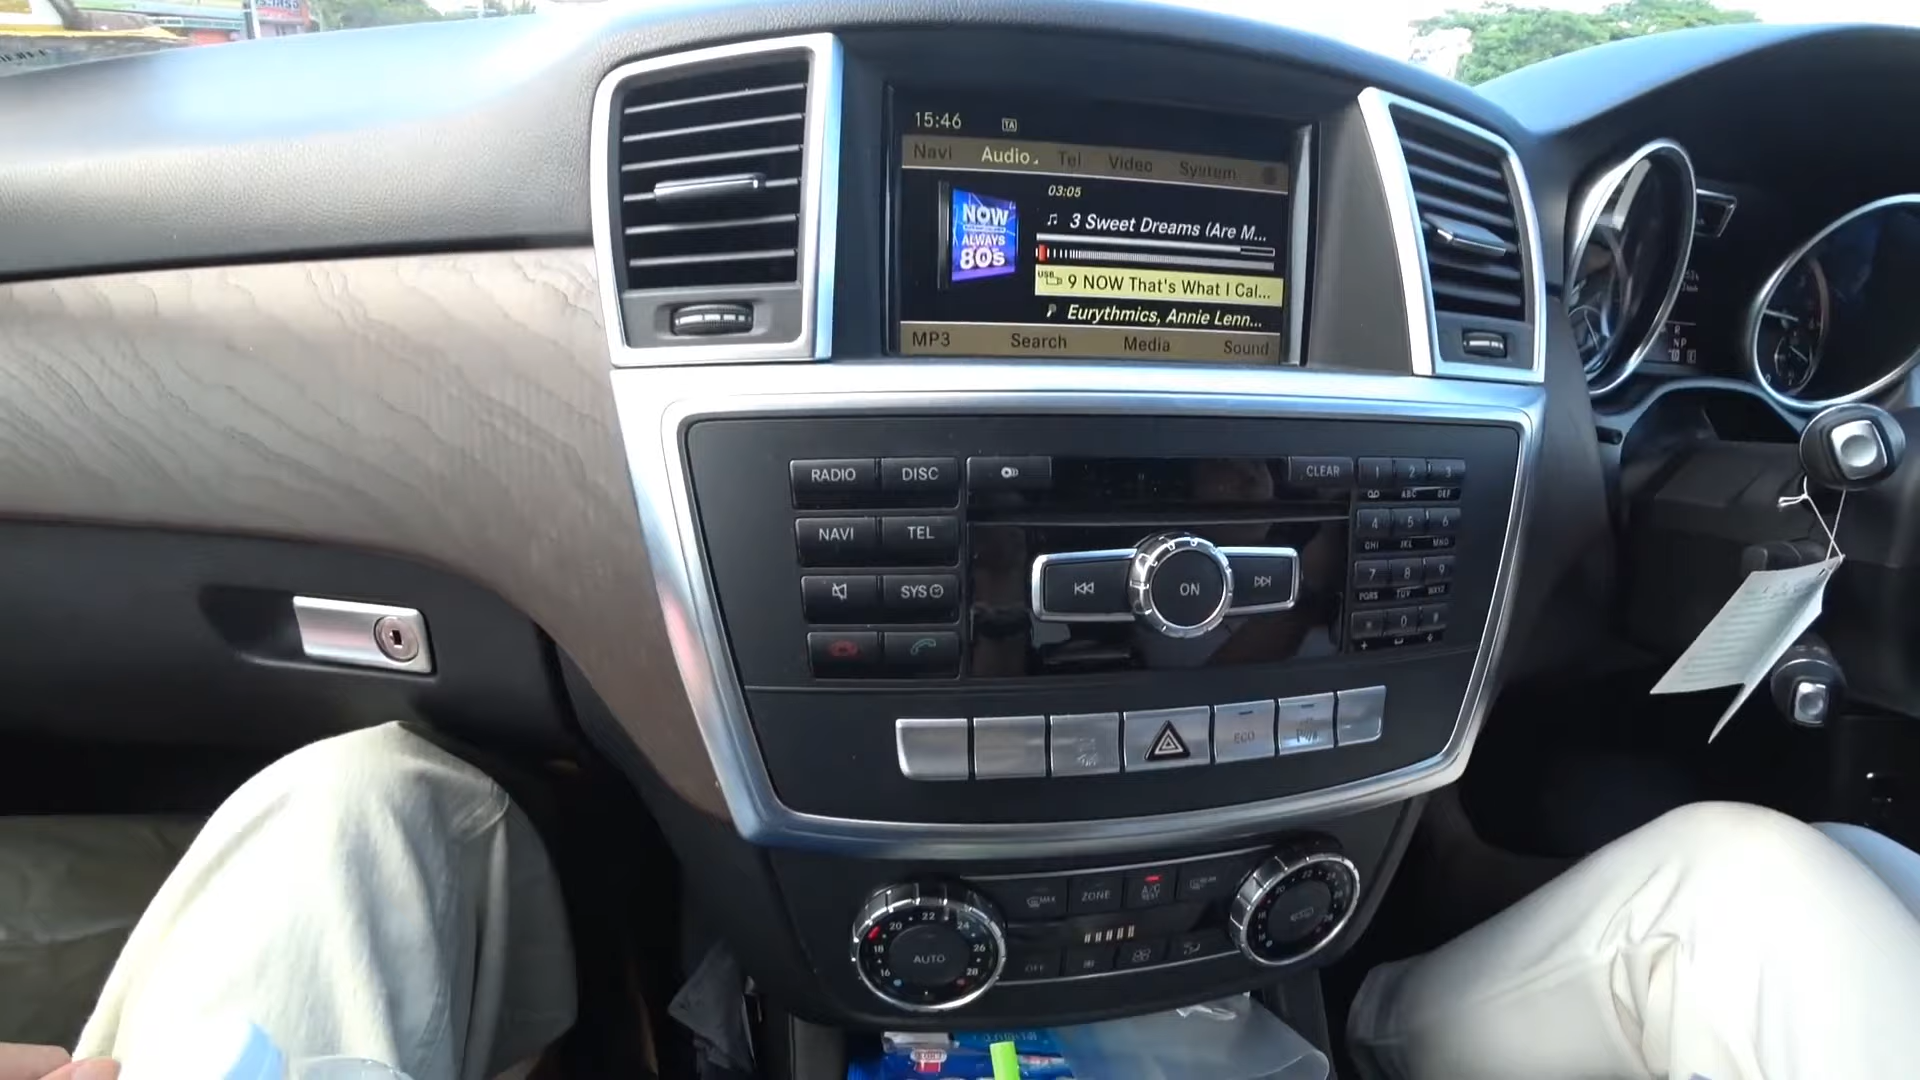 15:46
TA
Navi Audio Tel Video System
03:05
NOW
ALWAYS
80s
3 Sweet Dreams (Are M...
USB
9 NOW That's What I Cal...
Eurythmics, Annie Lenn...
MP3 Search Media Sound
RADIO DISC CLEAR 1 2 3
ABC DEF
NAVI TEL 4 5 6
GHI JKL MNO
SYS ON 7 8 9
PQRS TUV WXYZ
* 0 #
+
ECO
MAX ZONE A/C REST
20 22 24
18 26
16 28
AUTO
OFF
R
N P
D E